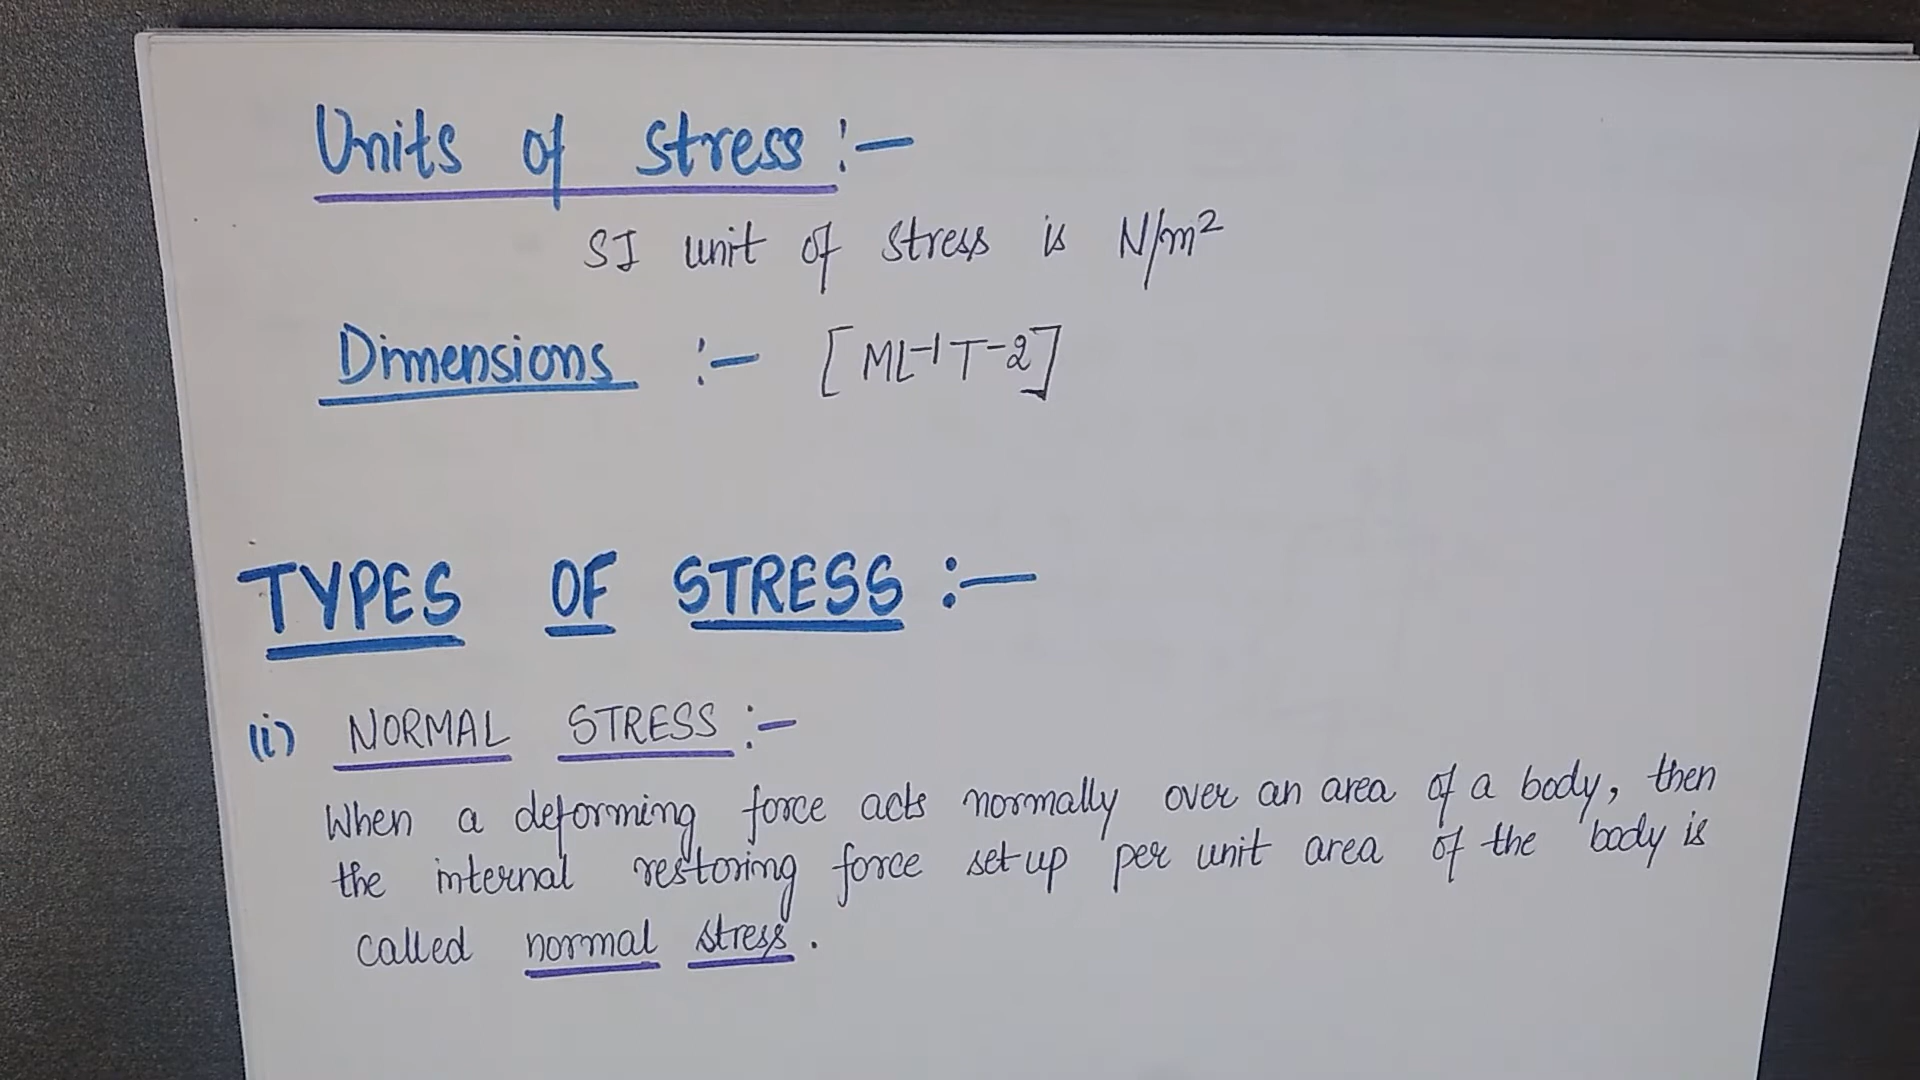 Units of stress :-
SI unit of stress is N/m²
Dimensions :- [ML⁻¹T⁻²]
TYPES OF STRESS :-
(i) NORMAL STRESS :-
When a deforming force acts normally over an area of a body, then
the internal restoring force set up per unit area of the body is
called normal stress.